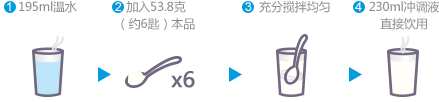 1 195ml温水
2 加入53.8克
（约6匙）本品
x6
3 充分搅拌均匀
4 230ml冲调液
直接饮用